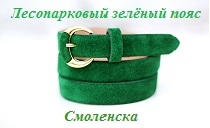 Лесопарковый зелёный пояс
Смоленска